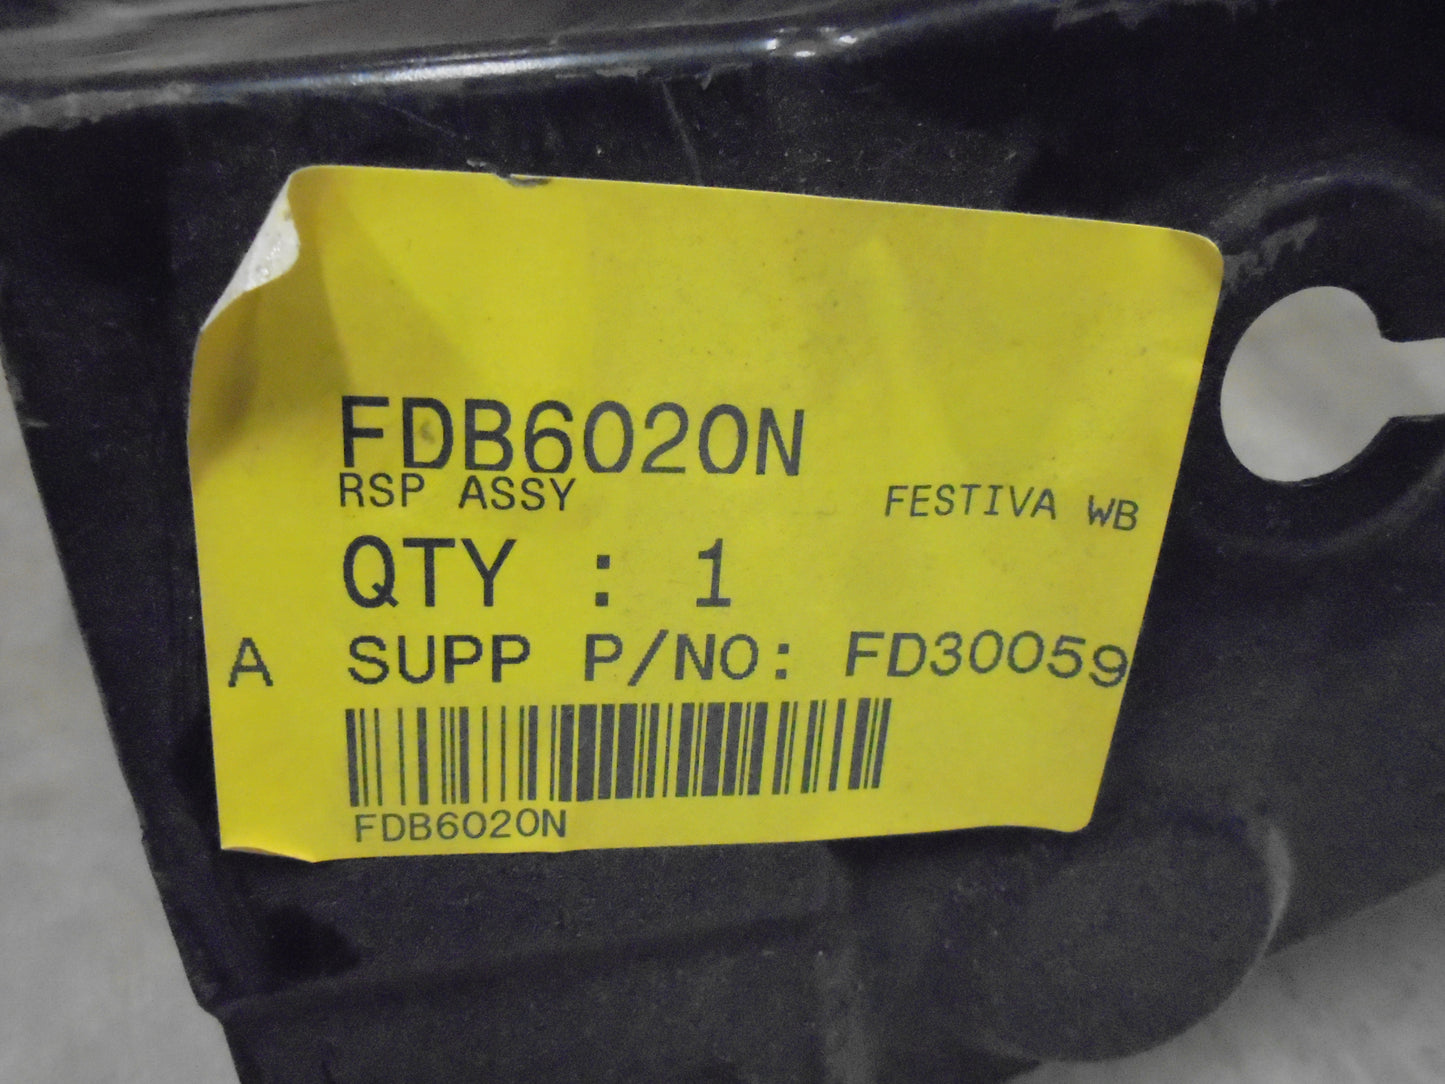 FDB6020N
RSP ASSY FESTIVA WB
QTY : 1
A SUPP P/NO: FD30059
FDB6020N